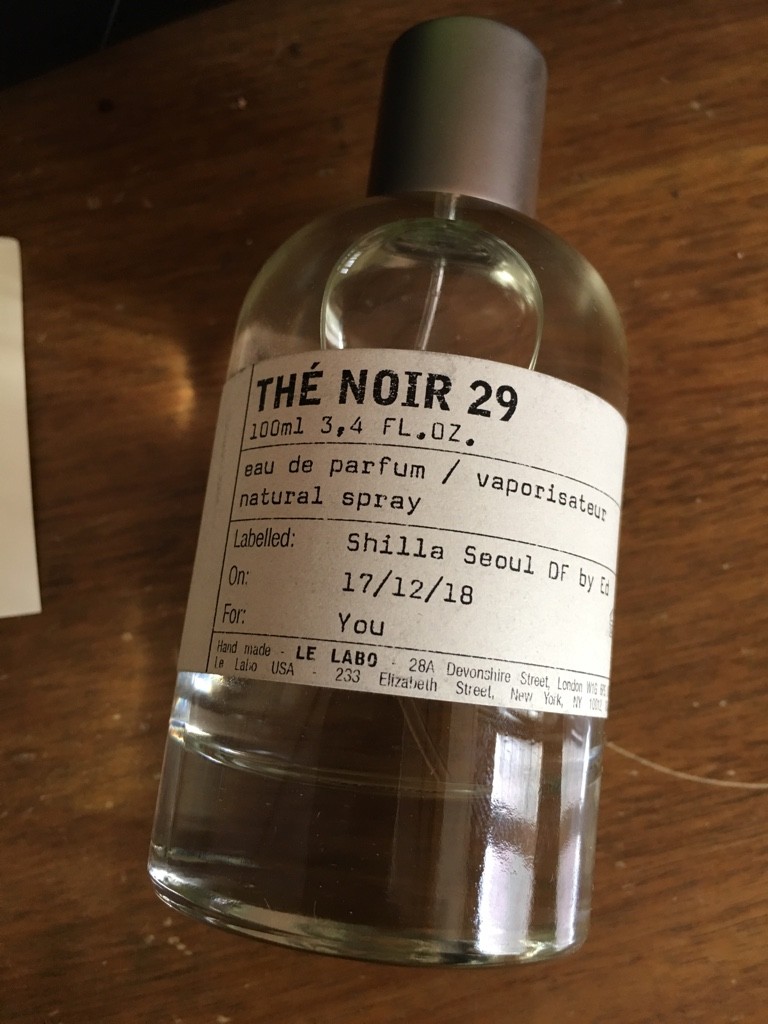 THÉ NOIR 29
100ml 3,4 FL.OZ.
eau de parfum / vaporisateur
natural spray
Labelled: Shilla Seoul DF by Ed
On: 17/12/18
For: You
Hand made - LE LABO - 28A Devonshire Street, London W1G
Le Labo USA - 233 Elizabeth Street, New York, NY